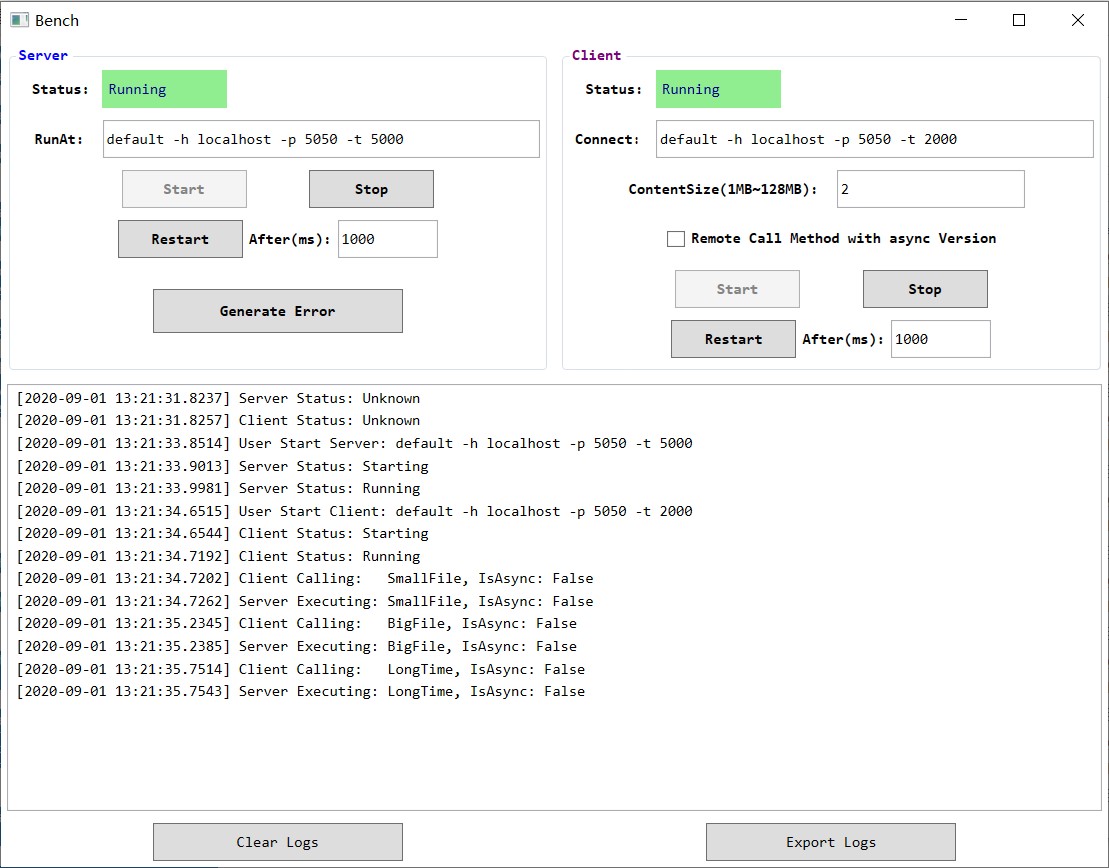 Bench
Server
Status: Running
RunAt: default -h localhost -p 5050 -t 5000
Start Stop
Restart After(ms): 1000
Generate Error
Client
Status: Running
Connect: default -h localhost -p 5050 -t 2000
ContentSize(1MB~128MB): 2
Remote Call Method with async Version
Start Stop
Restart After(ms): 1000
[2020-09-01 13:21:31.8237] Server Status: Unknown
[2020-09-01 13:21:31.8257] Client Status: Unknown
[2020-09-01 13:21:33.8514] User Start Server: default -h localhost -p 5050 -t 5000
[2020-09-01 13:21:33.9013] Server Status: Starting
[2020-09-01 13:21:33.9981] Server Status: Running
[2020-09-01 13:21:34.6515] User Start Client: default -h localhost -p 5050 -t 2000
[2020-09-01 13:21:34.6544] Client Status: Starting
[2020-09-01 13:21:34.7192] Client Status: Running
[2020-09-01 13:21:34.7202] Client Calling:   SmallFile, IsAsync: False
[2020-09-01 13:21:34.7262] Server Executing: SmallFile, IsAsync: False
[2020-09-01 13:21:35.2345] Client Calling:   BigFile, IsAsync: False
[2020-09-01 13:21:35.2385] Server Executing: BigFile, IsAsync: False
[2020-09-01 13:21:35.7514] Client Calling:   LongTime, IsAsync: False
[2020-09-01 13:21:35.7543] Server Executing: LongTime, IsAsync: False
Clear Logs Export Logs